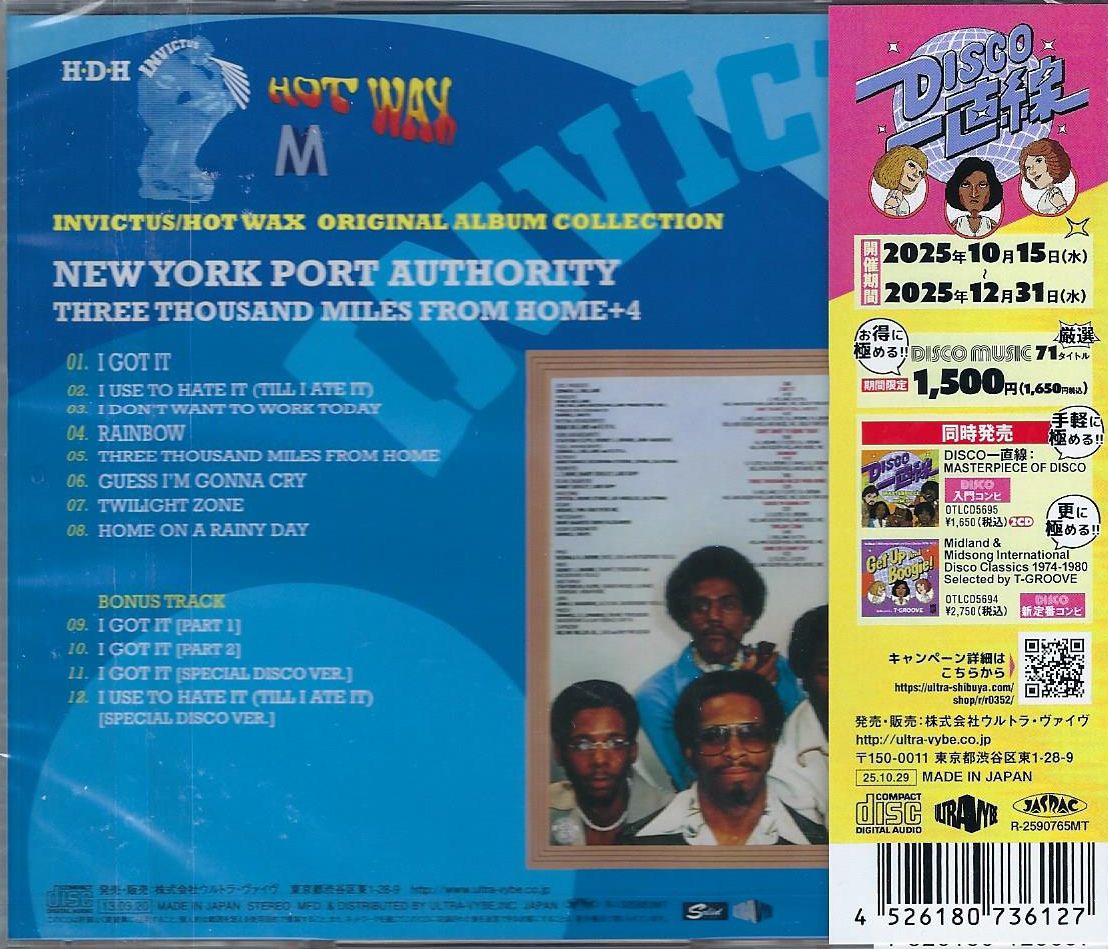 H·D·H
INVICTUS
HOT WAX
M
INVICTUS/HOT WAX ORIGINAL ALBUM COLLECTION
NEW YORK PORT AUTHORITY
THREE THOUSAND MILES FROM HOME+4
01. I GOT IT
02. I USE TO HATE IT (TILL I ATE IT)
03. I DON'T WANT TO WORK TODAY
04. RAINBOW
05. THREE THOUSAND MILES FROM HOME
06. GUESS I'M GONNA CRY
07. TWILIGHT ZONE
08. HOME ON A RAINY DAY
BONUS TRACK
09. I GOT IT [PART 1]
10. I GOT IT [PART 2]
11. I GOT IT [SPECIAL DISCO VER.]
12. I USE TO HATE IT (TILL I ATE IT)
[SPECIAL DISCO VER.]
INVICT
COMPACT
disc
DIGITAL AUDIO
発売・販売:株式会社ウルトラ・ヴァイヴ 東京都渋谷区東1-28-9 http://www.ultra-vybe.co.jp
13.09.20 MADE IN JAPAN STEREO MFD & DISTRIBUTED BY ULTRA-VYBE,INC. JAPAN
Solid
DISCO
一直線
開催期間
2025年10月15日(水)
~
2025年12月31日(水)
お得に
極める!!
DISCO MUSIC 71タイトル
厳選
期間限定 1,500円(1,650円税込)
同時発売
手軽に
極める!!
DISCO一直線:
MASTERPIECE OF DISCO
DISCO
入門コンピ
OTLCD5695
¥1,650(税込) 2CD
更に
極める!!
Get Up and
Boogie!
T-GROOVE
Midland &
Midsong International
Disco Classics 1974-1980
Selected by T-GROOVE
OTLCD5694
¥2,750(税込)
DISCO
新定番コンピ
キャンペーン詳細は
こちらから
https://ultra-shibuya.com/
shop/r/r0352/
発売・販売:株式会社ウルトラ・ヴァイヴ
http://ultra-vybe.co.jp
〒150-0011 東京都渋谷区東1-28-9
25.10.29 MADE IN JAPAN
COMPACT
disc
DIGITAL AUDIO
ULTRA VYBE
JASRAC
R-2590765MT
4 526180 736127